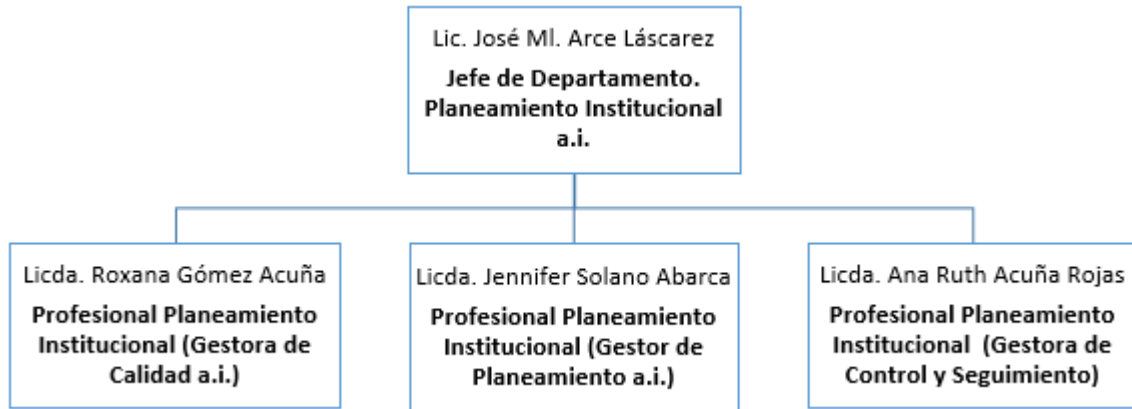 Lic. José Ml. Arce Láscarez
Jefe de Departamento.
Planeamiento Institucional
a.i.
Licda. Roxana Gómez Acuña
Profesional Planeamiento
Institucional (Gestora de
Calidad a.i.)
Licda. Jennifer Solano Abarca
Profesional Planeamiento
Institucional (Gestor de
Planeamiento a.i.)
Licda. Ana Ruth Acuña Rojas
Profesional Planeamiento
Institucional (Gestora de
Control y Seguimiento)